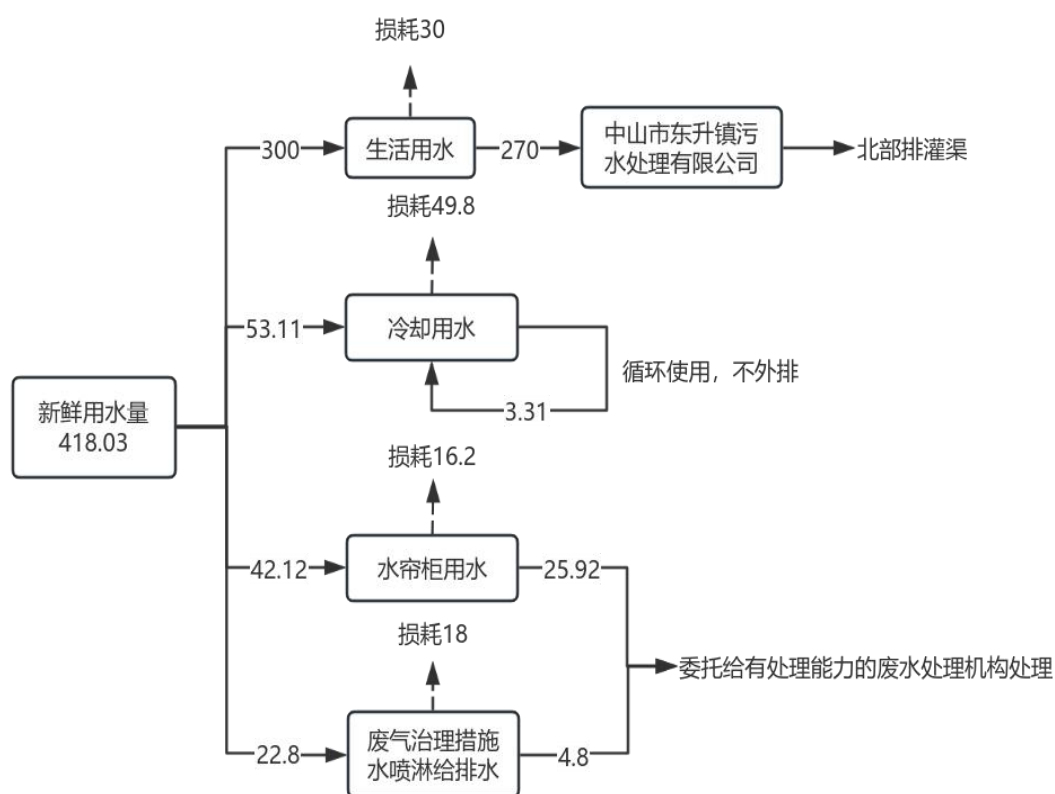 损耗30
300
生活用水
270
中山市东升镇污
水处理有限公司
北部排灌渠
损耗49.8
53.11
冷却用水
循环使用，不外排
3.31
新鲜用水量
418.03
损耗16.2
42.12
水帘柜用水
25.92
损耗18
委托给有处理能力的废水处理机构处理
22.8
废气治理措施
水喷淋给排水
4.8